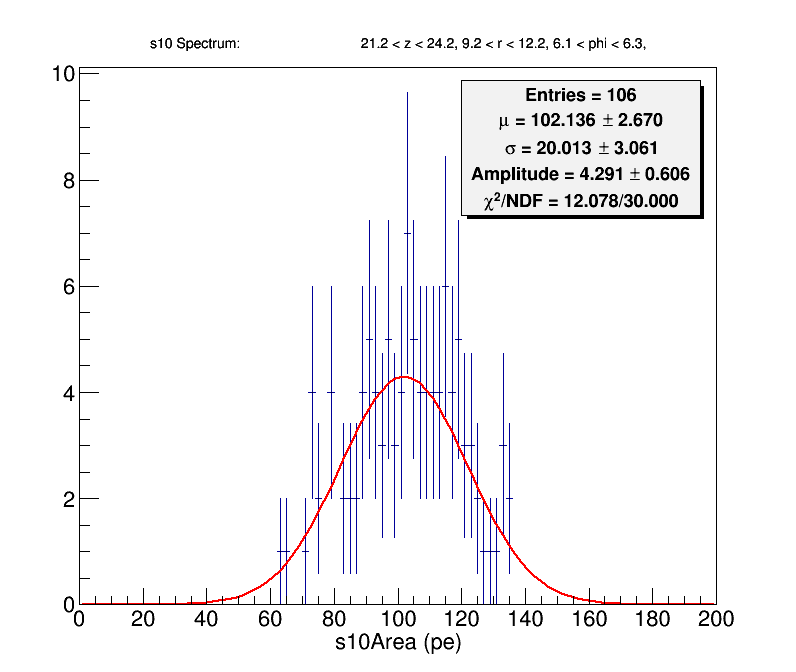 s10 Spectrum: 21.2 < z < 24.2, 9.2 < r < 12.2, 6.1 < phi < 6.3,
Entries = 106
μ = 102.136 ± 2.670
σ = 20.013 ± 3.061
Amplitude = 4.291 ± 0.606
χ²/NDF = 12.078/30.000
10
8
6
4
2
0
0 20 40 60 80 100 120 140 160 180 200
s10Area (pe)